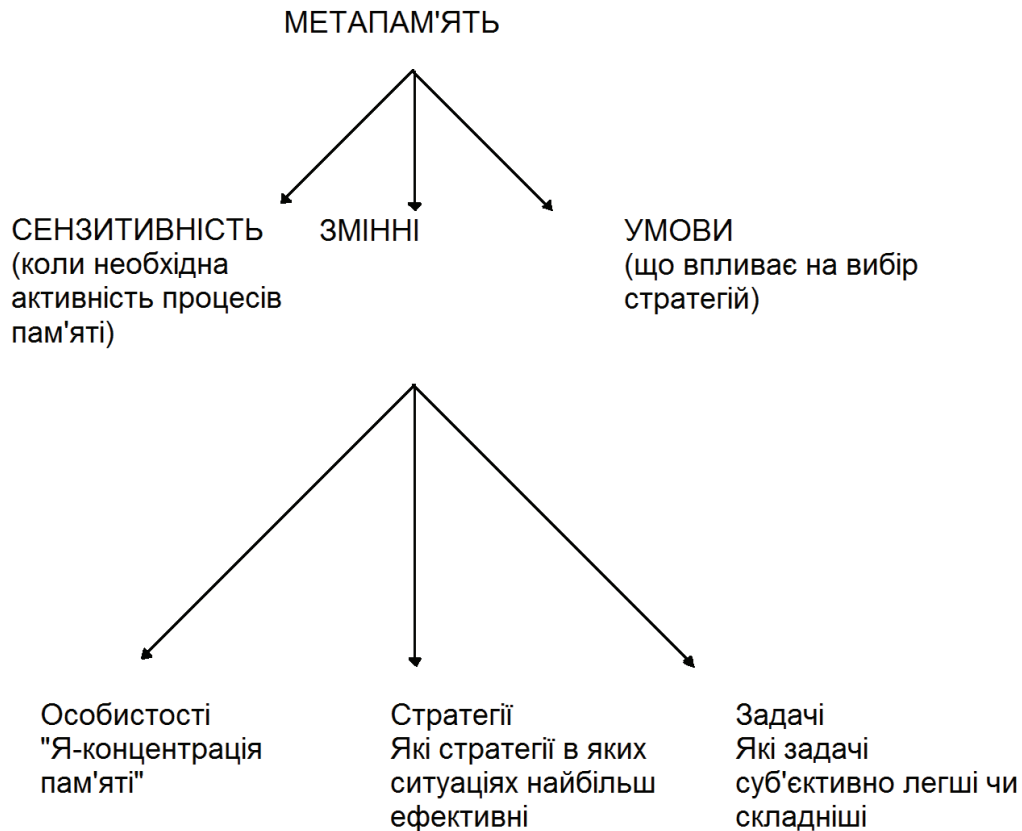 МЕТАПАМ'ЯТЬ
СЕНЗИТИВНІСТЬ
(коли необхідна
активність процесів
пам'яті)
ЗМІННІ
УМОВИ
(що впливає на вибір
стратегій)
Особистості
"Я-концентрація
пам'яті"
Стратегії
Які стратегії в яких
ситуаціях найбільш
ефективні
Задачі
Які задачі
суб'єктивно легші чи
складніші